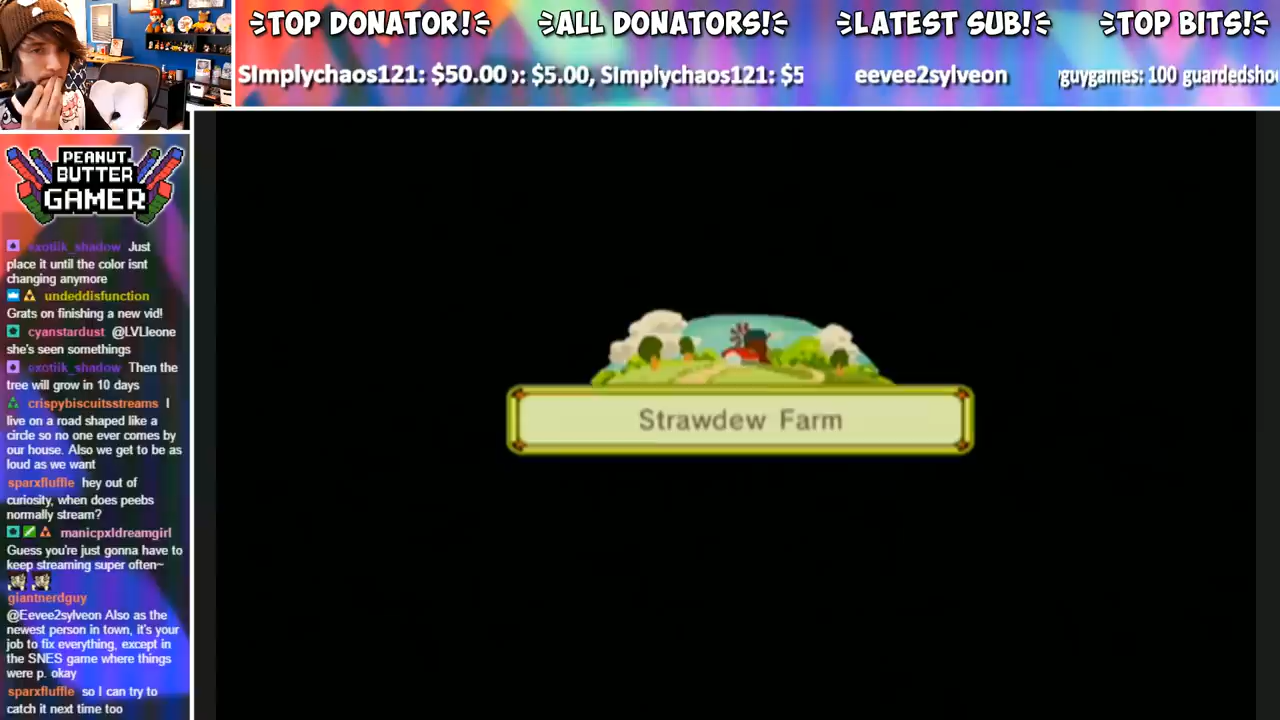 TOP DONATOR!
ALL DONATORS!
LATEST SUB!
TOP BITS!
SImplychaos121: $50.00
: $5.00, SImplychaos121: $5
eevee2sylveon
guygames: 100 guardedsho
PEANUT
BUTTER
GAMER
exotiik_shadow Just
place it until the color isnt
changing anymore
undeddisfunction
Grats on finishing a new vid!
cyanstardust @LVLleone
she's seen somethings
exotiik_shadow Then the
tree will grow in 10 days
crispybiscuitsstreams I
live on a road shaped like a
circle so no one ever comes by
our house. Also we get to be as
loud as we want
sparxfluffle hey out of
curiosity, when does peebs
normally stream?
manicpxldreamgirl
Guess you're just gonna have to
keep streaming super often~
giantnerdguy
@Eevee2sylveon Also as the
newest person in town, it's your
job to fix everything, except in
the SNES game where things
were p. okay
sparxfluffle so I can try to
catch it next time too
Strawdew Farm